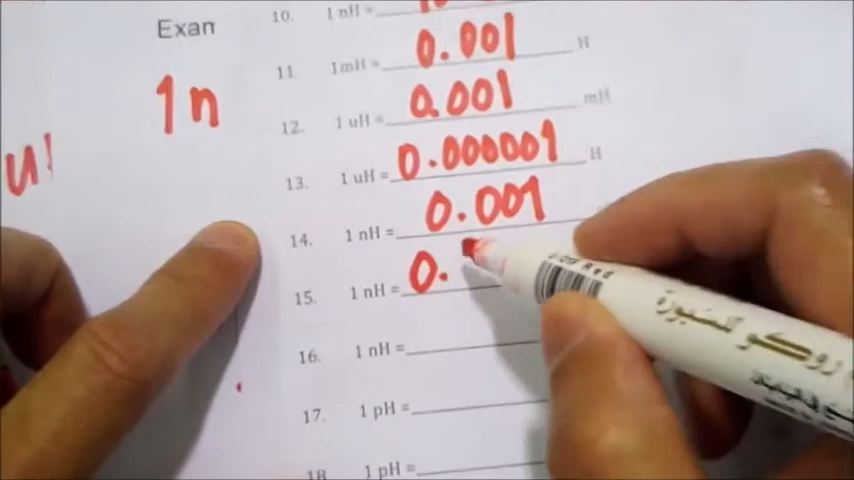 Exan
1n
u!
10. 1 nH =
11. 1mH = 0.001 H
12. 1 uH = 0.001 mH
13. 1 uH = 0.000001 H
14. 1 nH = 0.001
15. 1 nH = 0.
16. 1 nH =
17. 1 pH =
18 1 pH =